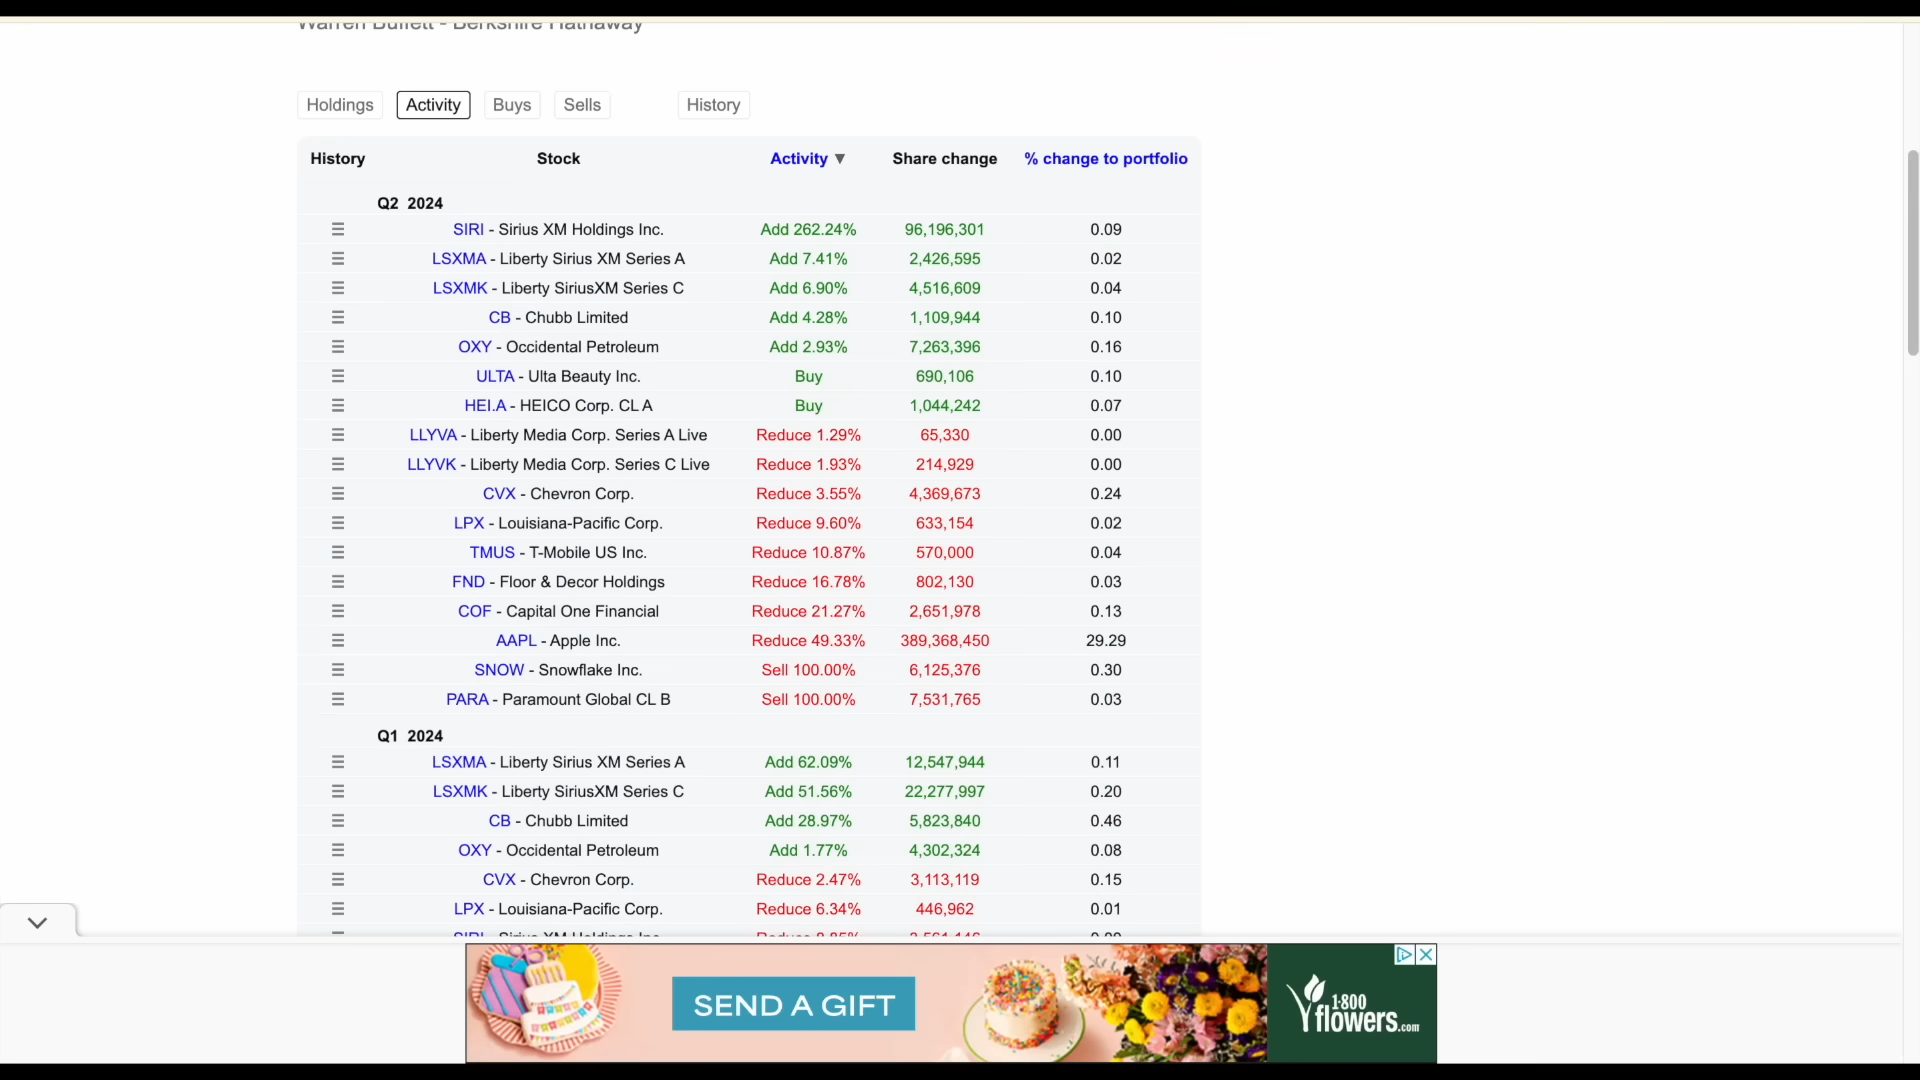 Warren Buffett - Berkshire Hathaway
Holdings Activity Buys Sells History
History Stock Activity ▼ Share change % change to portfolio
Q2 2024
SIRI - Sirius XM Holdings Inc. Add 262.24% 96,196,301 0.09
LSXMA - Liberty Sirius XM Series A Add 7.41% 2,426,595 0.02
LSXMK - Liberty SiriusXM Series C Add 6.90% 4,516,609 0.04
CB - Chubb Limited Add 4.28% 1,109,944 0.10
OXY - Occidental Petroleum Add 2.93% 7,263,396 0.16
ULTA - Ulta Beauty Inc. Buy 690,106 0.10
HEI.A - HEICO Corp. CL A Buy 1,044,242 0.07
LLYVA - Liberty Media Corp. Series A Live Reduce 1.29% 65,330 0.00
LLYVK - Liberty Media Corp. Series C Live Reduce 1.93% 214,929 0.00
CVX - Chevron Corp. Reduce 3.55% 4,369,673 0.24
LPX - Louisiana-Pacific Corp. Reduce 9.60% 633,154 0.02
TMUS - T-Mobile US Inc. Reduce 10.87% 570,000 0.04
FND - Floor & Decor Holdings Reduce 16.78% 802,130 0.03
COF - Capital One Financial Reduce 21.27% 2,651,978 0.13
AAPL - Apple Inc. Reduce 49.33% 389,368,450 29.29
SNOW - Snowflake Inc. Sell 100.00% 6,125,376 0.30
PARA - Paramount Global CL B Sell 100.00% 7,531,765 0.03
Q1 2024
LSXMA - Liberty Sirius XM Series A Add 62.09% 12,547,944 0.11
LSXMK - Liberty SiriusXM Series C Add 51.56% 22,277,997 0.20
CB - Chubb Limited Add 28.97% 5,823,840 0.46
OXY - Occidental Petroleum Add 1.77% 4,302,324 0.08
CVX - Chevron Corp. Reduce 2.47% 3,113,119 0.15
LPX - Louisiana-Pacific Corp. Reduce 6.34% 446,962 0.01
SIRI - Sirius XM Holdings Inc.
SEND A GIFT
1-800
flowers.com